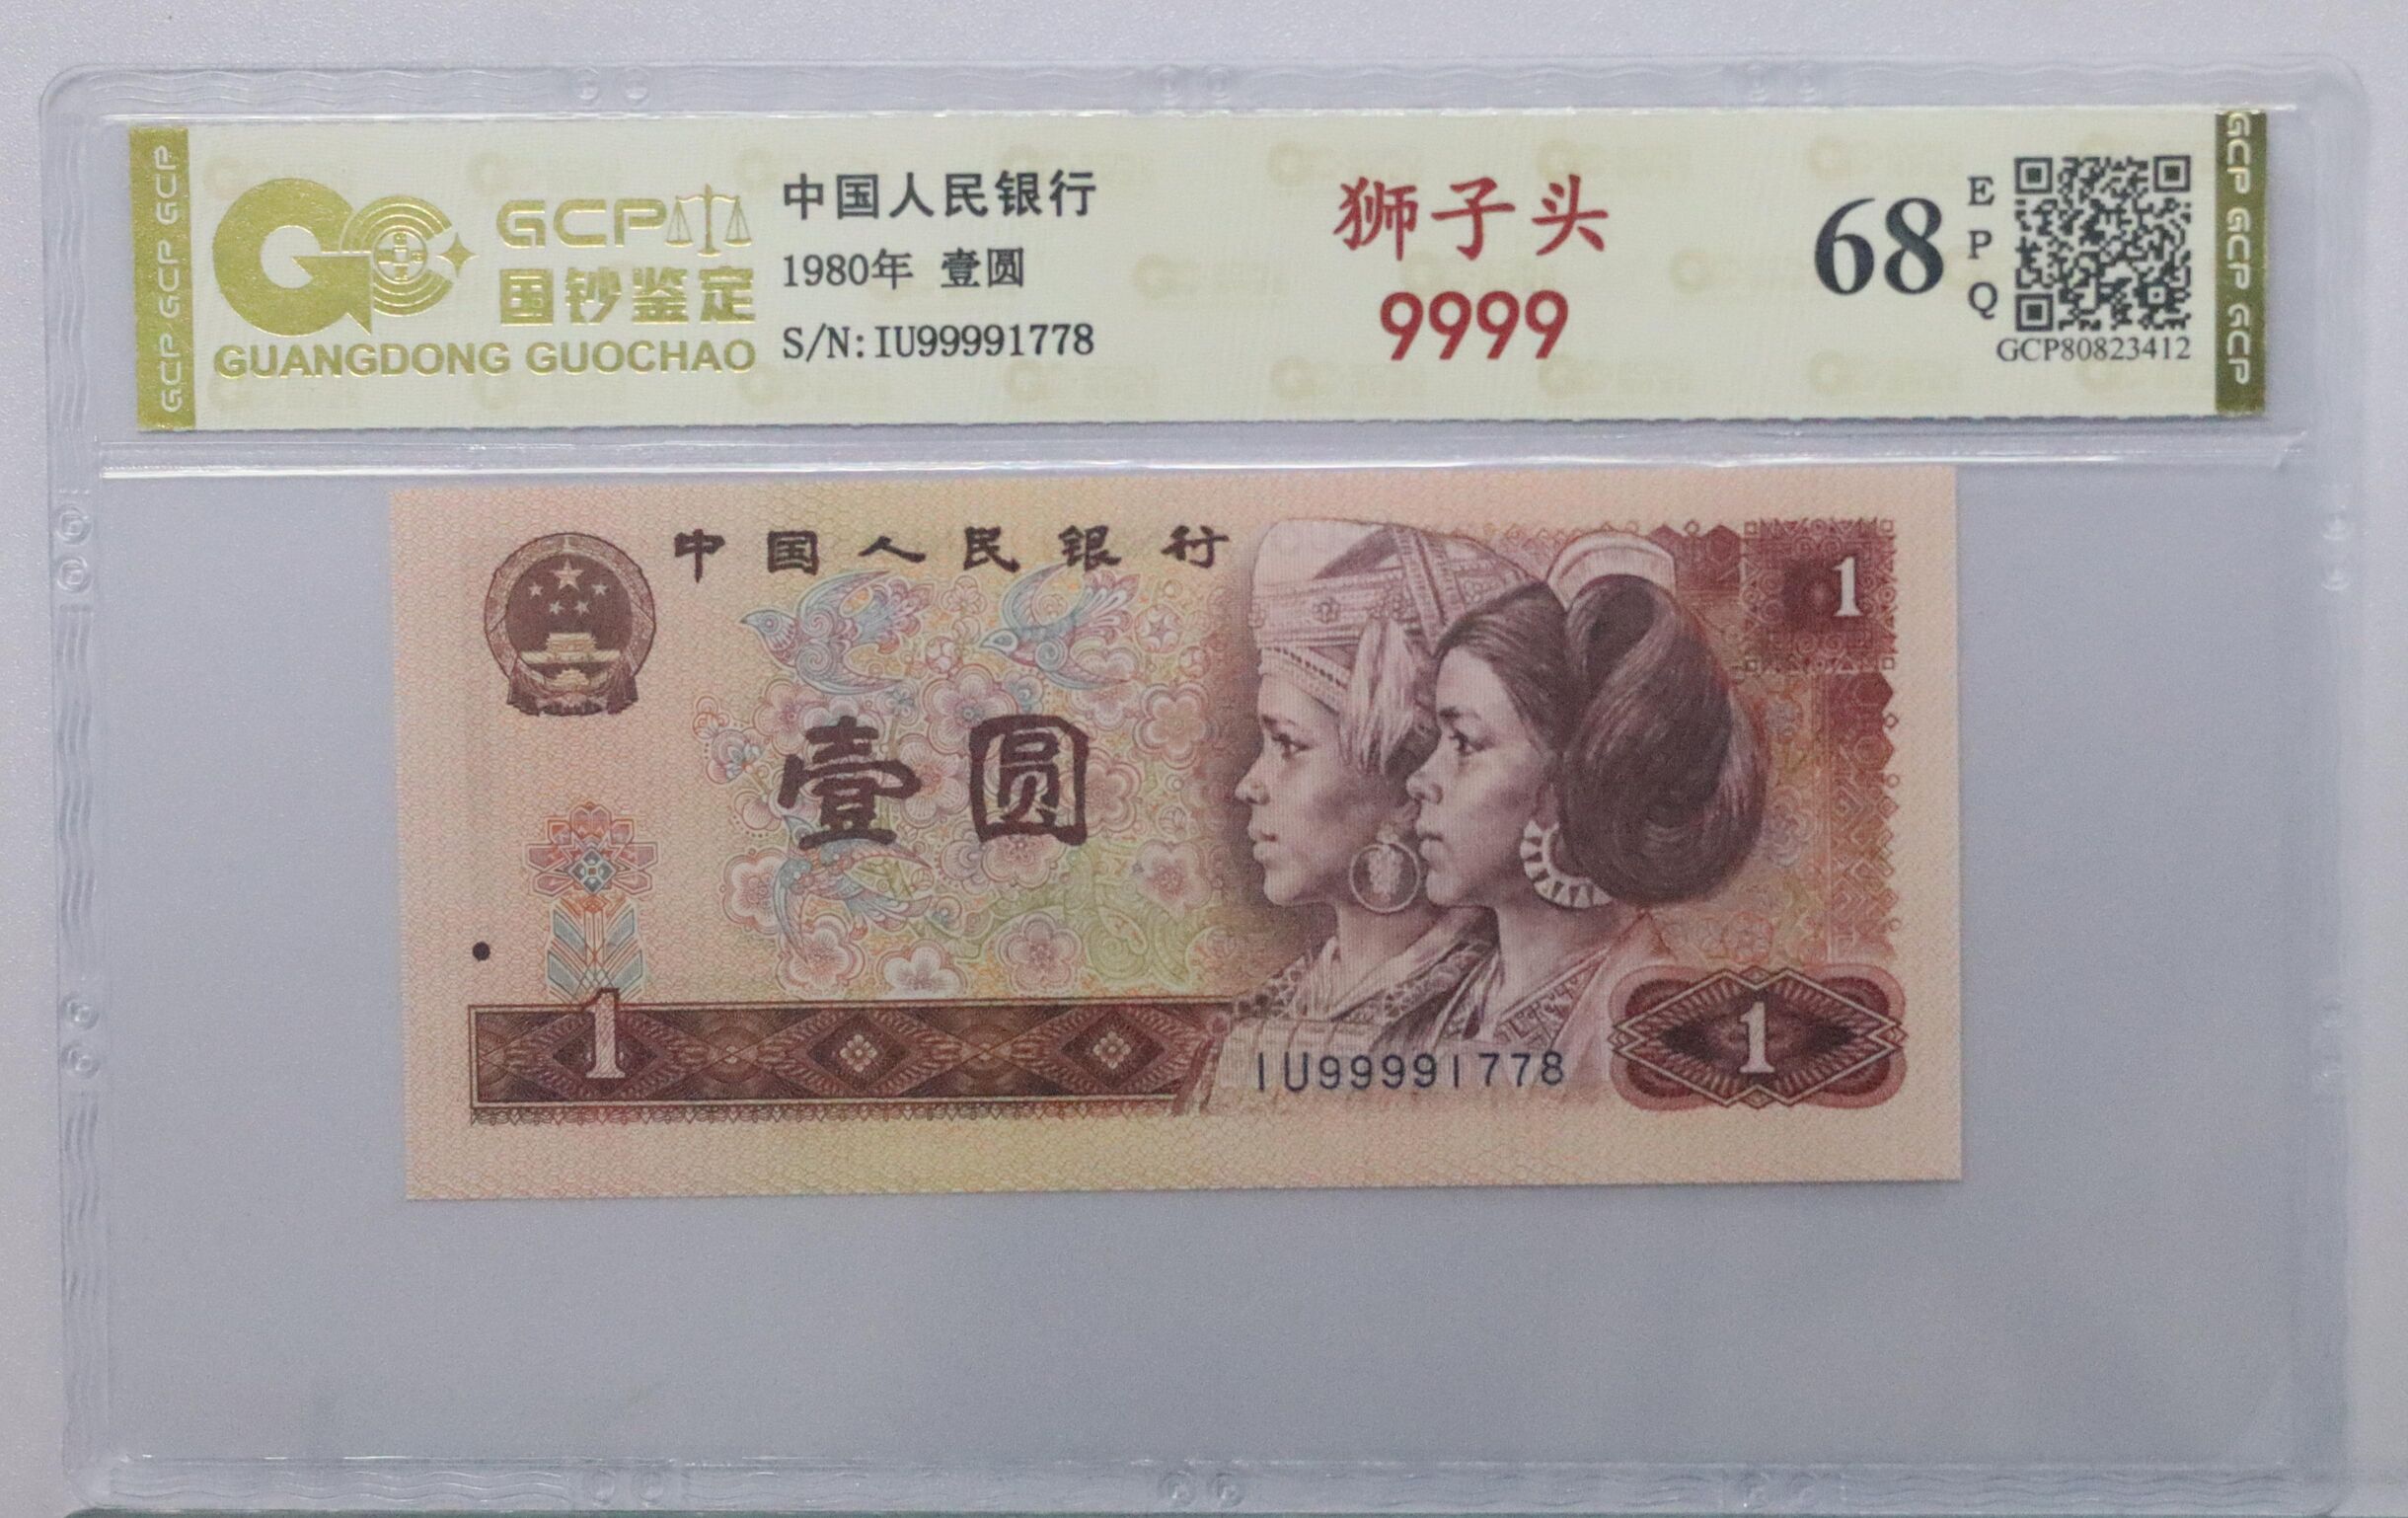 GCP GCP GCP
GCP
国钞鉴定
GUANGDONG GUOCHAO
中国人民银行
1980年 壹圆
S/N: IU99991778
狮子头
9999
68
E
P
Q
GCP80823412
GCP GCP GCP
中国人民银行
1
壹圆
1
IU99991778
1